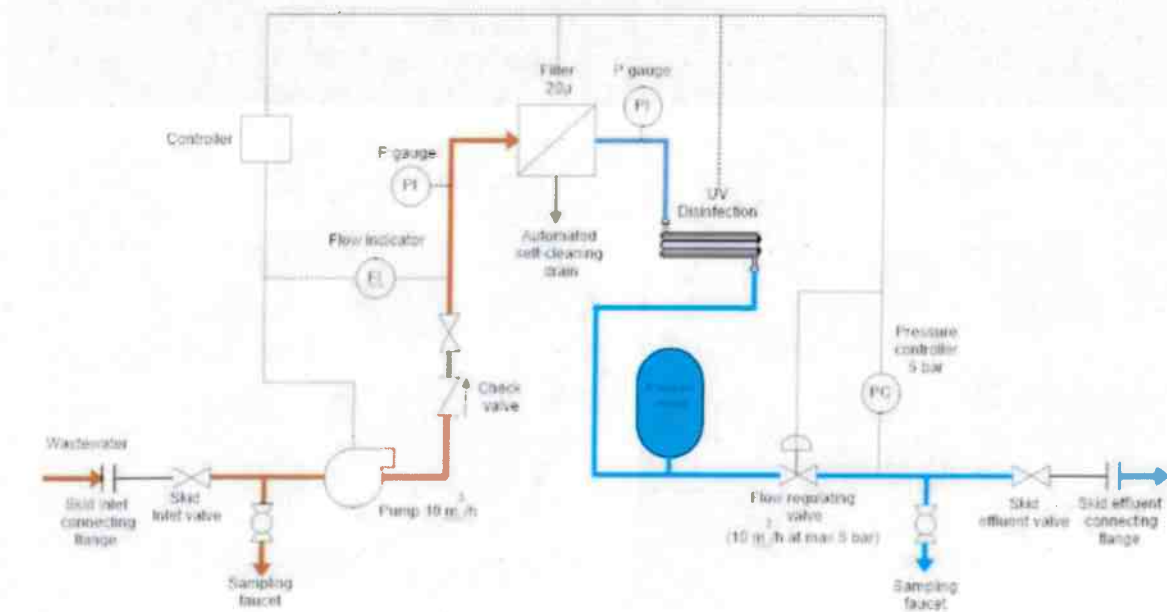 Filter
20µ
P gauge
PI
Controller
P gauge
PI
UV
Disinfection
Flow indicator
Automated
self-cleaning
drain
Pressure
controller
5 bar
Check
valve
PC
Wastewater
Skid inlet
connecting
flange
Skid
Inlet valve
Pump 10 m³/h
Flow regulating
valve
(10 m³/h at max 5 bar)
Skid
effluent valve
Skid effluent
connecting
flange
Sampling
faucet
Sampling
faucet